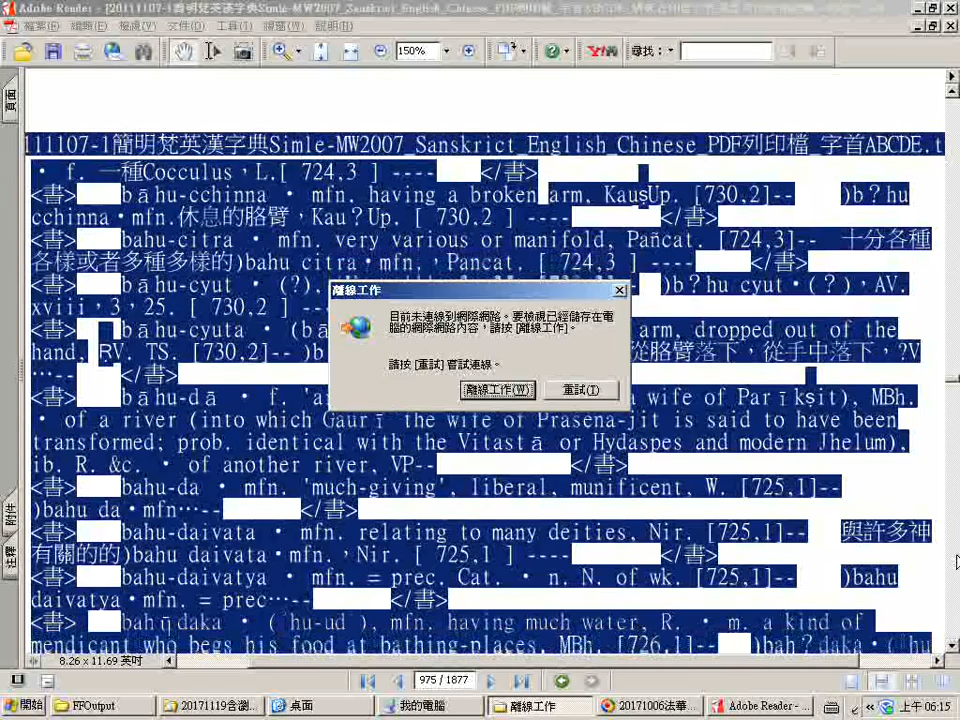 Adobe Reader - [20111107-1簡明梵英漢字典Simle-MW2007_Sanskrict_English_Chinese_PDF列印檔_字首ABCDE.t
檔案(F) 編輯(E) 檢視(V) 文件(D) 工具(T) 視窗(W) 說明(H)
150% 尋找:
頁面
111107-1簡明梵英漢字典Simle-MW2007_Sanskrict_English_Chinese_PDF列印檔_字首ABCDE.t
‧ f. 一種Cocculus,L.[ 724,3 ] ---- </書>
<書> bāhu-cchinna ‧ mfn. having a broken arm, KauṣUp. [730,2]-- )b?hu
cchinna‧mfn.休息的胳臂,Kau?Up. [ 730,2 ] ---- </書>
<書> bahu-citra ‧ mfn. very various or manifold, Pañcat. [724,3]-- 十分各種
各樣或者多種多樣的)bahu citra‧mfn.,Pancat. [ 724,3 ] ---- </書>
<書> bāhu-cyut (?), )b?hu cyut‧(?), AV.
xviii,3,25. [ 730,2 ]
<書> bāhu-cyuta ‧ (bā arm, dropped out of the
hand, ṚV. TS. [730,2]-- )b 從胳臂落下,從手中落下,?V
…-- </書>
<書> bahu-dā ‧ f. a wife of Parīkṣit), MBh.
‧ of a river (into which Gaurī the wife of Prasena-jit is said to have been
transformed; prob. identical with the Vitastā or Hydaspes and modern Jhelum),
ib. R. &c. ‧ of another river, VP-- </書>
<書> bahu-da ‧ mfn. 'much-giving', liberal, munificent, W. [725,1]--
)bahu da‧mfn…-- </書>
<書> bahu-daivata ‧ mfn. relating to many deities, Nir. [725,1]-- 與許多神
有關的的)bahu daivata‧mfn.,Nir. [ 725,1 ] ---- </書>
<書> bahu-daivatya ‧ mfn. = prec, Cat. ‧ n. N. of wk. [725,1]-- )bahu
daivatya‧mfn. = prec…-- </書>
<書> bahūdaka ‧ (hu-ud), mfn. having much water, R. ‧ m. a kind of
mendicant who begs his food at bathing-places, MBh. [726,1]-- )bah?daka‧(hu
離線工作
目前未連線到網際網路。要檢視已經儲存在電
腦的網際網路內容,請按 [離線工作]。
請按 [重試] 嘗試連線。
離線工作(W) 重試(T)
附件
注釋
8.26 x 11.69 英吋
975 / 1877
開始 FFOutput 20171119含瀏... 桌面 我的電腦 離線工作 20171006法華... Adobe Reader - ... 上午 06:15